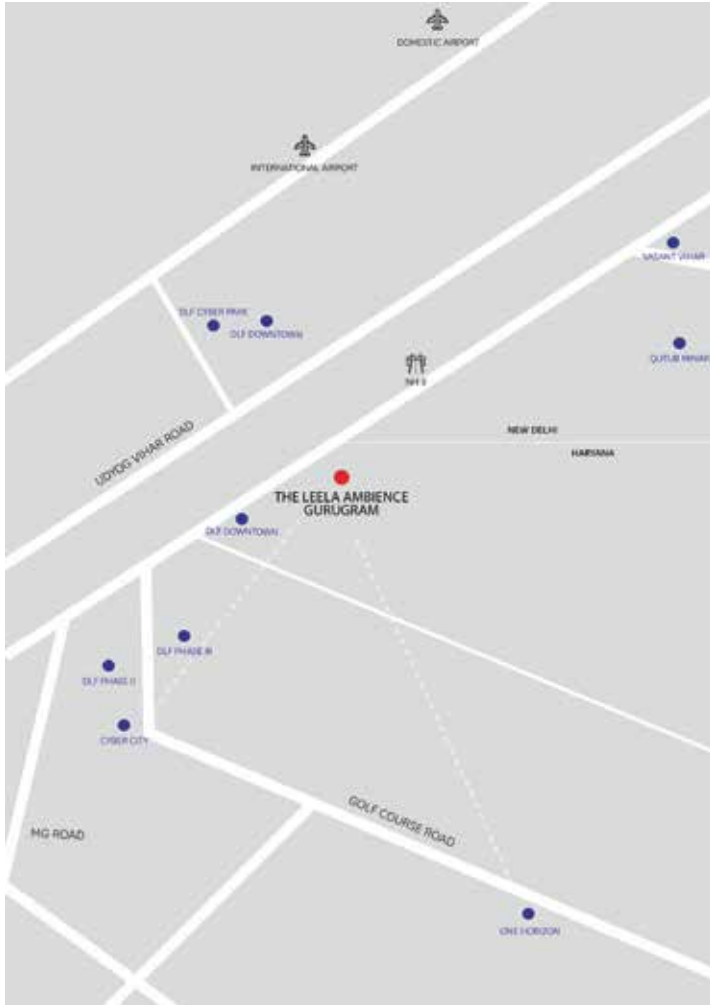 DOMESTIC AIRPORT
INTERNATIONAL AIRPORT
VASANT VIHAR
DLF CYBER PARK
DLF DOWNTOWN
QUTUB MINAR
NH 8
UDYOG VIHAR ROAD
NEW DELHI
HARYANA
THE LEELA AMBIENCE
GURUGRAM
DLF DOWNTOWN
DLF PHASE III
DLF PHASE II
CYBER CITY
GOLF COURSE ROAD
MG ROAD
ONE HORIZON